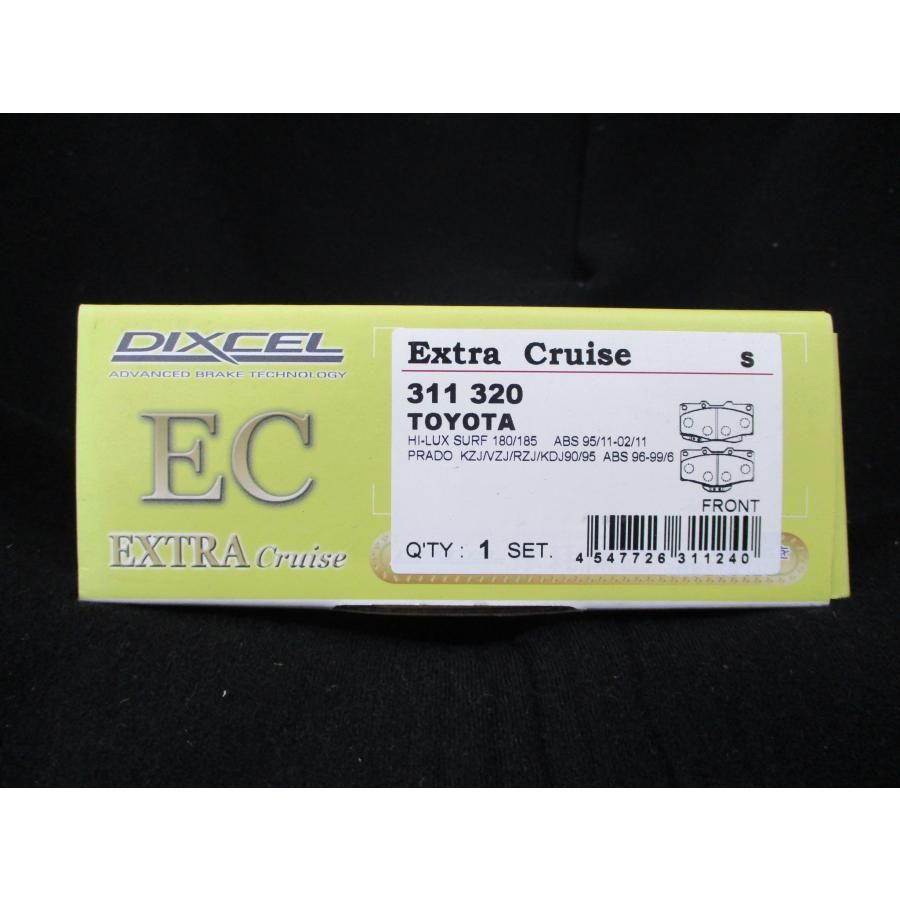 DIXCEL
ADVANCED BRAKE TECHNOLOGY
EC
EXTRA Cruise
Extra Cruise s
311 320
TOYOTA
HI-LUX SURF 180/185 ABS 95/11-02/11
PRADO KZJ/VZJ/RZJ/KDJ90/95 ABS 96-99/6
FRONT
Q'TY : 1 SET.
4 547726 311240